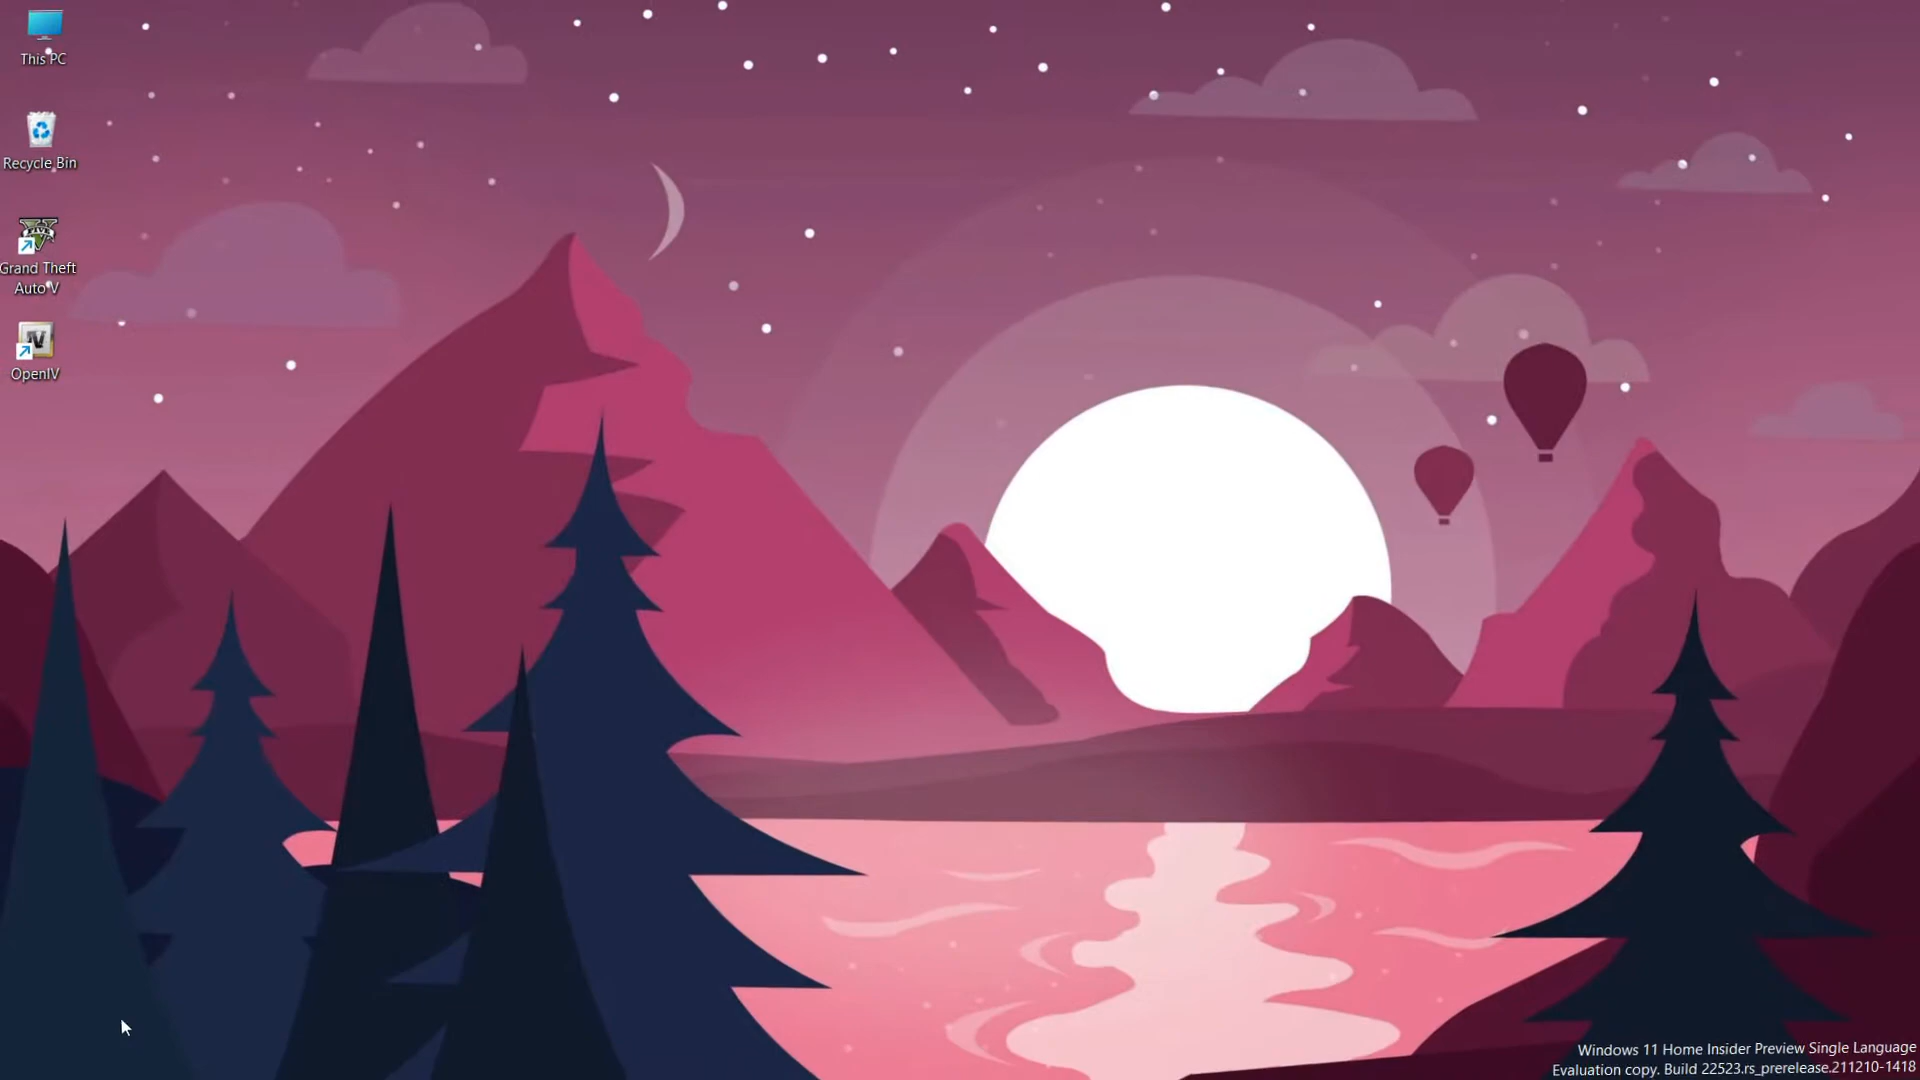 This PC
Recycle Bin
Grand Theft
Auto V
OpenIV
Windows 11 Home Insider Preview Single Language
Evaluation copy. Build 22523.rs_prerelease.211210-1418